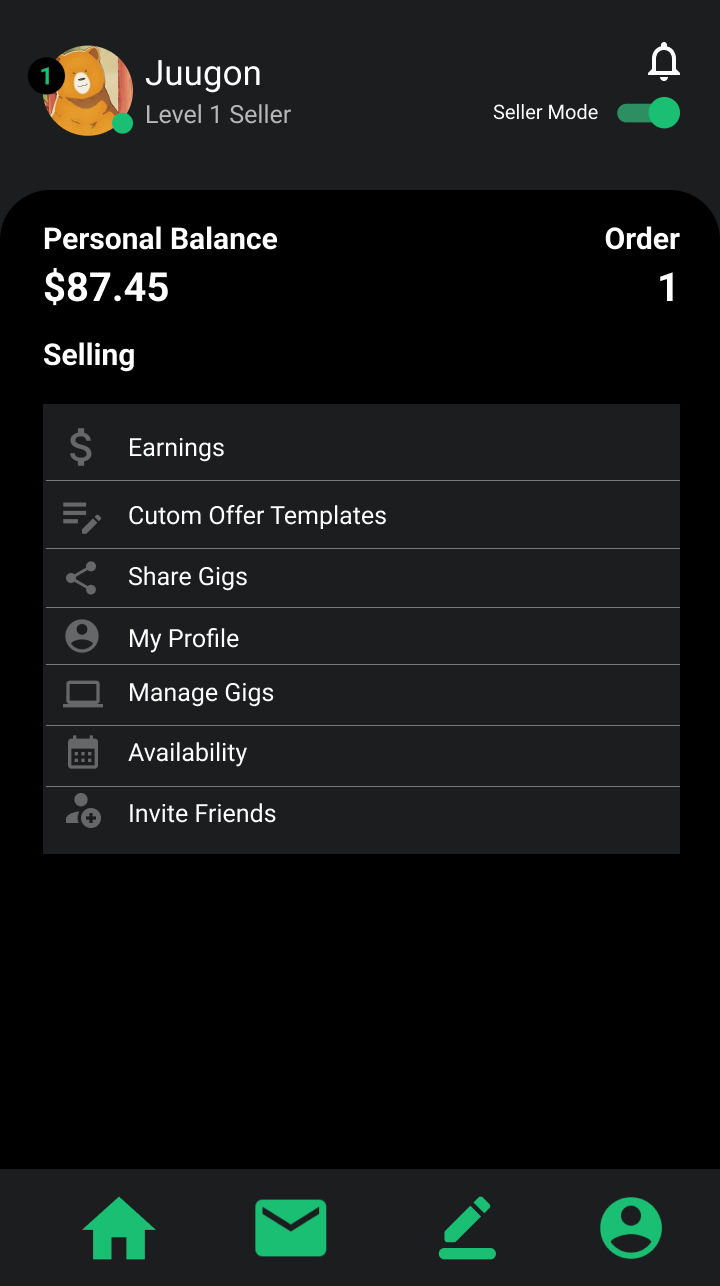 1
Juugon
Level 1 Seller
Seller Mode
Personal Balance
Order
$87.45
1
Selling
Earnings
Cutom Offer Templates
Share Gigs
My Profile
Manage Gigs
Availability
Invite Friends